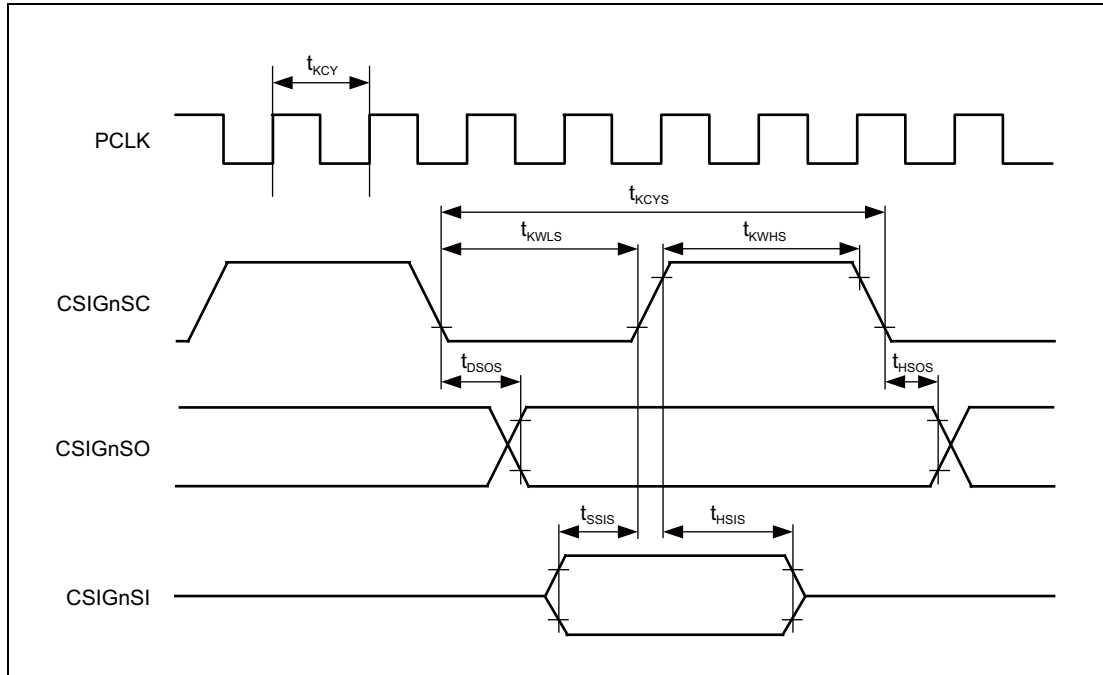 tKCY
PCLK
tKCYS
tKWLS
tKWHS
CSIGnSC
tDSOS
tHSOS
CSIGnSO
tSSIS
tHSIS
CSIGnSI